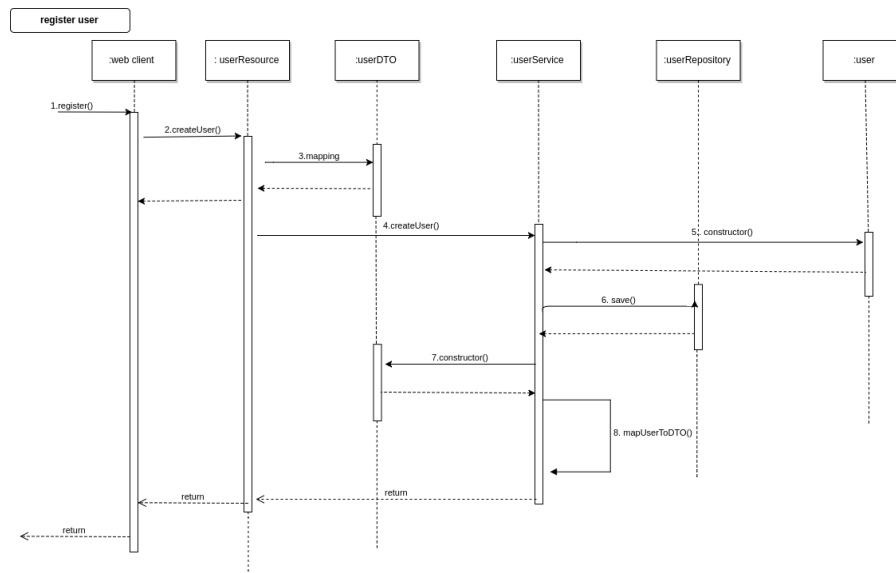 register user
:web client
: userResource
:userDTO
:userService
:userRepository
:user
1.register()
2.createUser()
3.mapping
4.createUser()
5.. constructor()
6. save()
7.constructor()
8. mapUserToDTO()
return
return
return